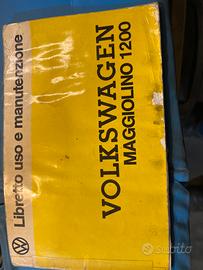 Libretto uso e manutenzione
VOLKSWAGEN
MAGGIOLINO 1200
subito